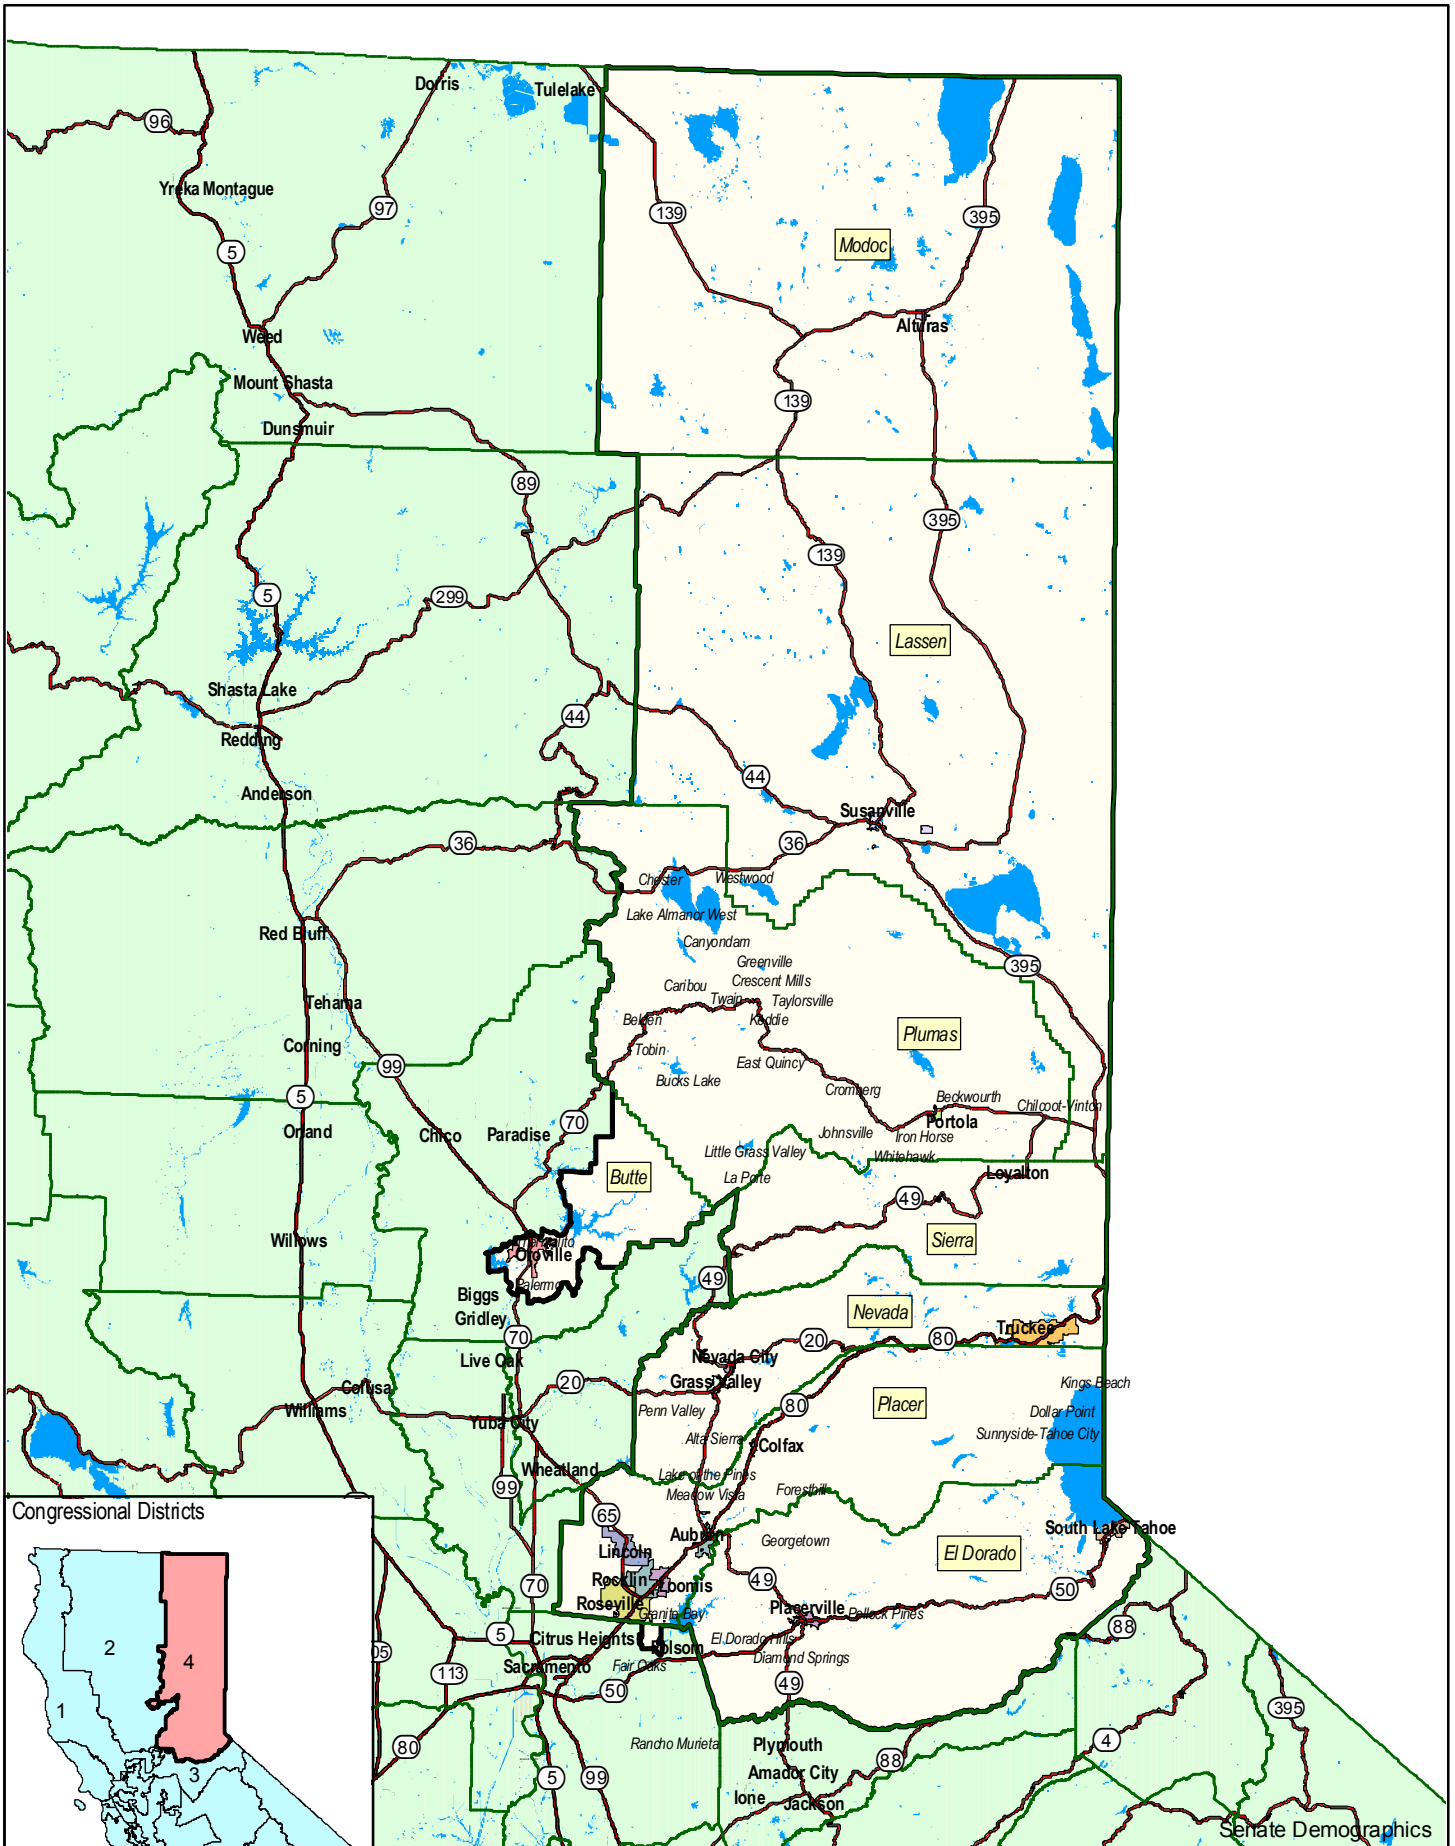 Dorris
Tulelake
96
Yreka Montague
97
139
395
5
Modoc
Weed
Alturas
Mount Shasta
139
Dunsmuir
89
395
139
5
299
Lassen
Shasta Lake
44
Redding
44
Anderson
Susanville
36
36
Chester
Westwood
Lake Almanor West
Red Bluff
Canyondam
Greenville
395
Crescent Mills
Caribou
Twain
Taylorsville
Tehama
Belden
Keddie
Plumas
Corning
Tobin
99
East Quincy
Bucks Lake
Cromberg
5
Beckwourth
Chilcoot-Vinton
70
Portola
Orland
Chico
Paradise
Johnsville
Iron Horse
Little Grass Valley
Whitehawk
Butte
La Porte
Loyalton
49
Willows
Sierra
Oroville
49
Palermo
Biggs
Nevada
Gridley
Truckee
70
20
80
Live Oak
Nevada City
20
Grass Valley
Kings Beach
Colusa
Placer
Williams
Penn Valley
80
Dollar Point
Yuba City
Sunnyside-Tahoe City
Alta Sierra
Colfax
Wheatland
Lake of the Pines
99
Meadow Vista
Foresthill
Congressional Districts
65
South Lake Tahoe
Auburn
Georgetown
Lincoln
El Dorado
Rocklin
Loomis
49
70
50
Roseville
Placerville
Granite Bay
Pollock Pines
88
5
Citrus Heights
El Dorado Hills
2
Folsom
05
4
Diamond Springs
Sacramento
Fair Oaks
113
49
50
1
395
Rancho Murieta
Plymouth
4
80
88
3
Amador City
5
99
Ione
Jackson
Senate Demographics